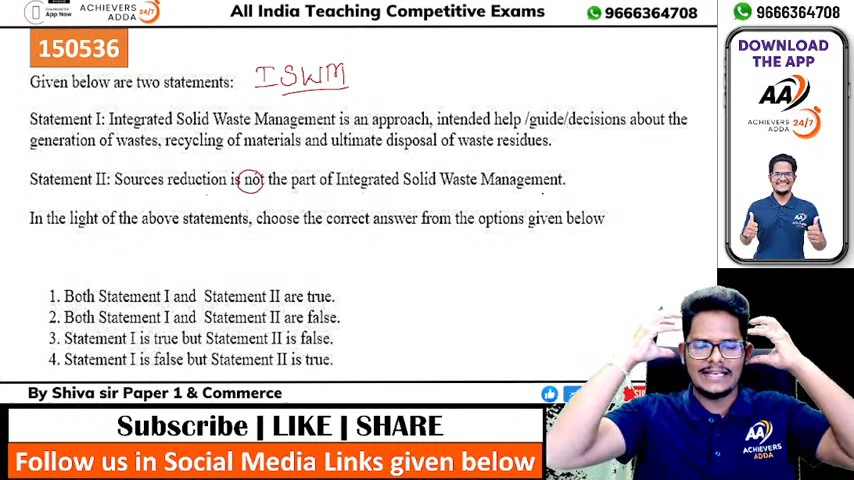 App Now
ACHIEVERS
ADDA 24/7
All India Teaching Competitive Exams
9666364708
9666364708
150536
Given below are two statements: ISWM
Statement I: Integrated Solid Waste Management is an approach, intended help /guide/decisions about the
generation of wastes, recycling of materials and ultimate disposal of waste residues.
Statement II: Sources reduction is not the part of Integrated Solid Waste Management.
In the light of the above statements, choose the correct answer from the options given below
1. Both Statement I and Statement II are true.
2. Both Statement I and Statement II are false.
3. Statement I is true but Statement II is false.
4. Statement I is false but Statement II is true.
By Shiva sir Paper 1 & Commerce
Subscribe | LIKE | SHARE
Follow us in Social Media Links given below
DOWNLOAD
THE APP
AA
ACHIEVERS
ADDA 24/7
AA
ACHIEVERS
ADDA